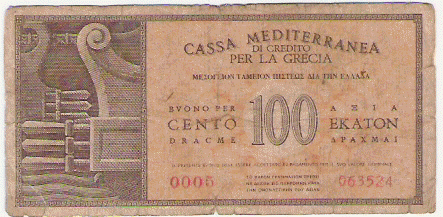 CASSA MEDITERRANEA
DI CREDITO
PER LA GRECIA
ΜΕΣΟΓΕΙΟΝ ΤΑΜΕΙΟΝ ΠΙΣΤΕΩΣ ΔΙΑ ΤΗΝ ΕΛΛΑΔΑ
BVONO PER
CENTO
DRACME
100
ΑΞΙΑ
ΕΚΑΤΟΝ
ΔΡΑΧΜΑΙ
0005
063524